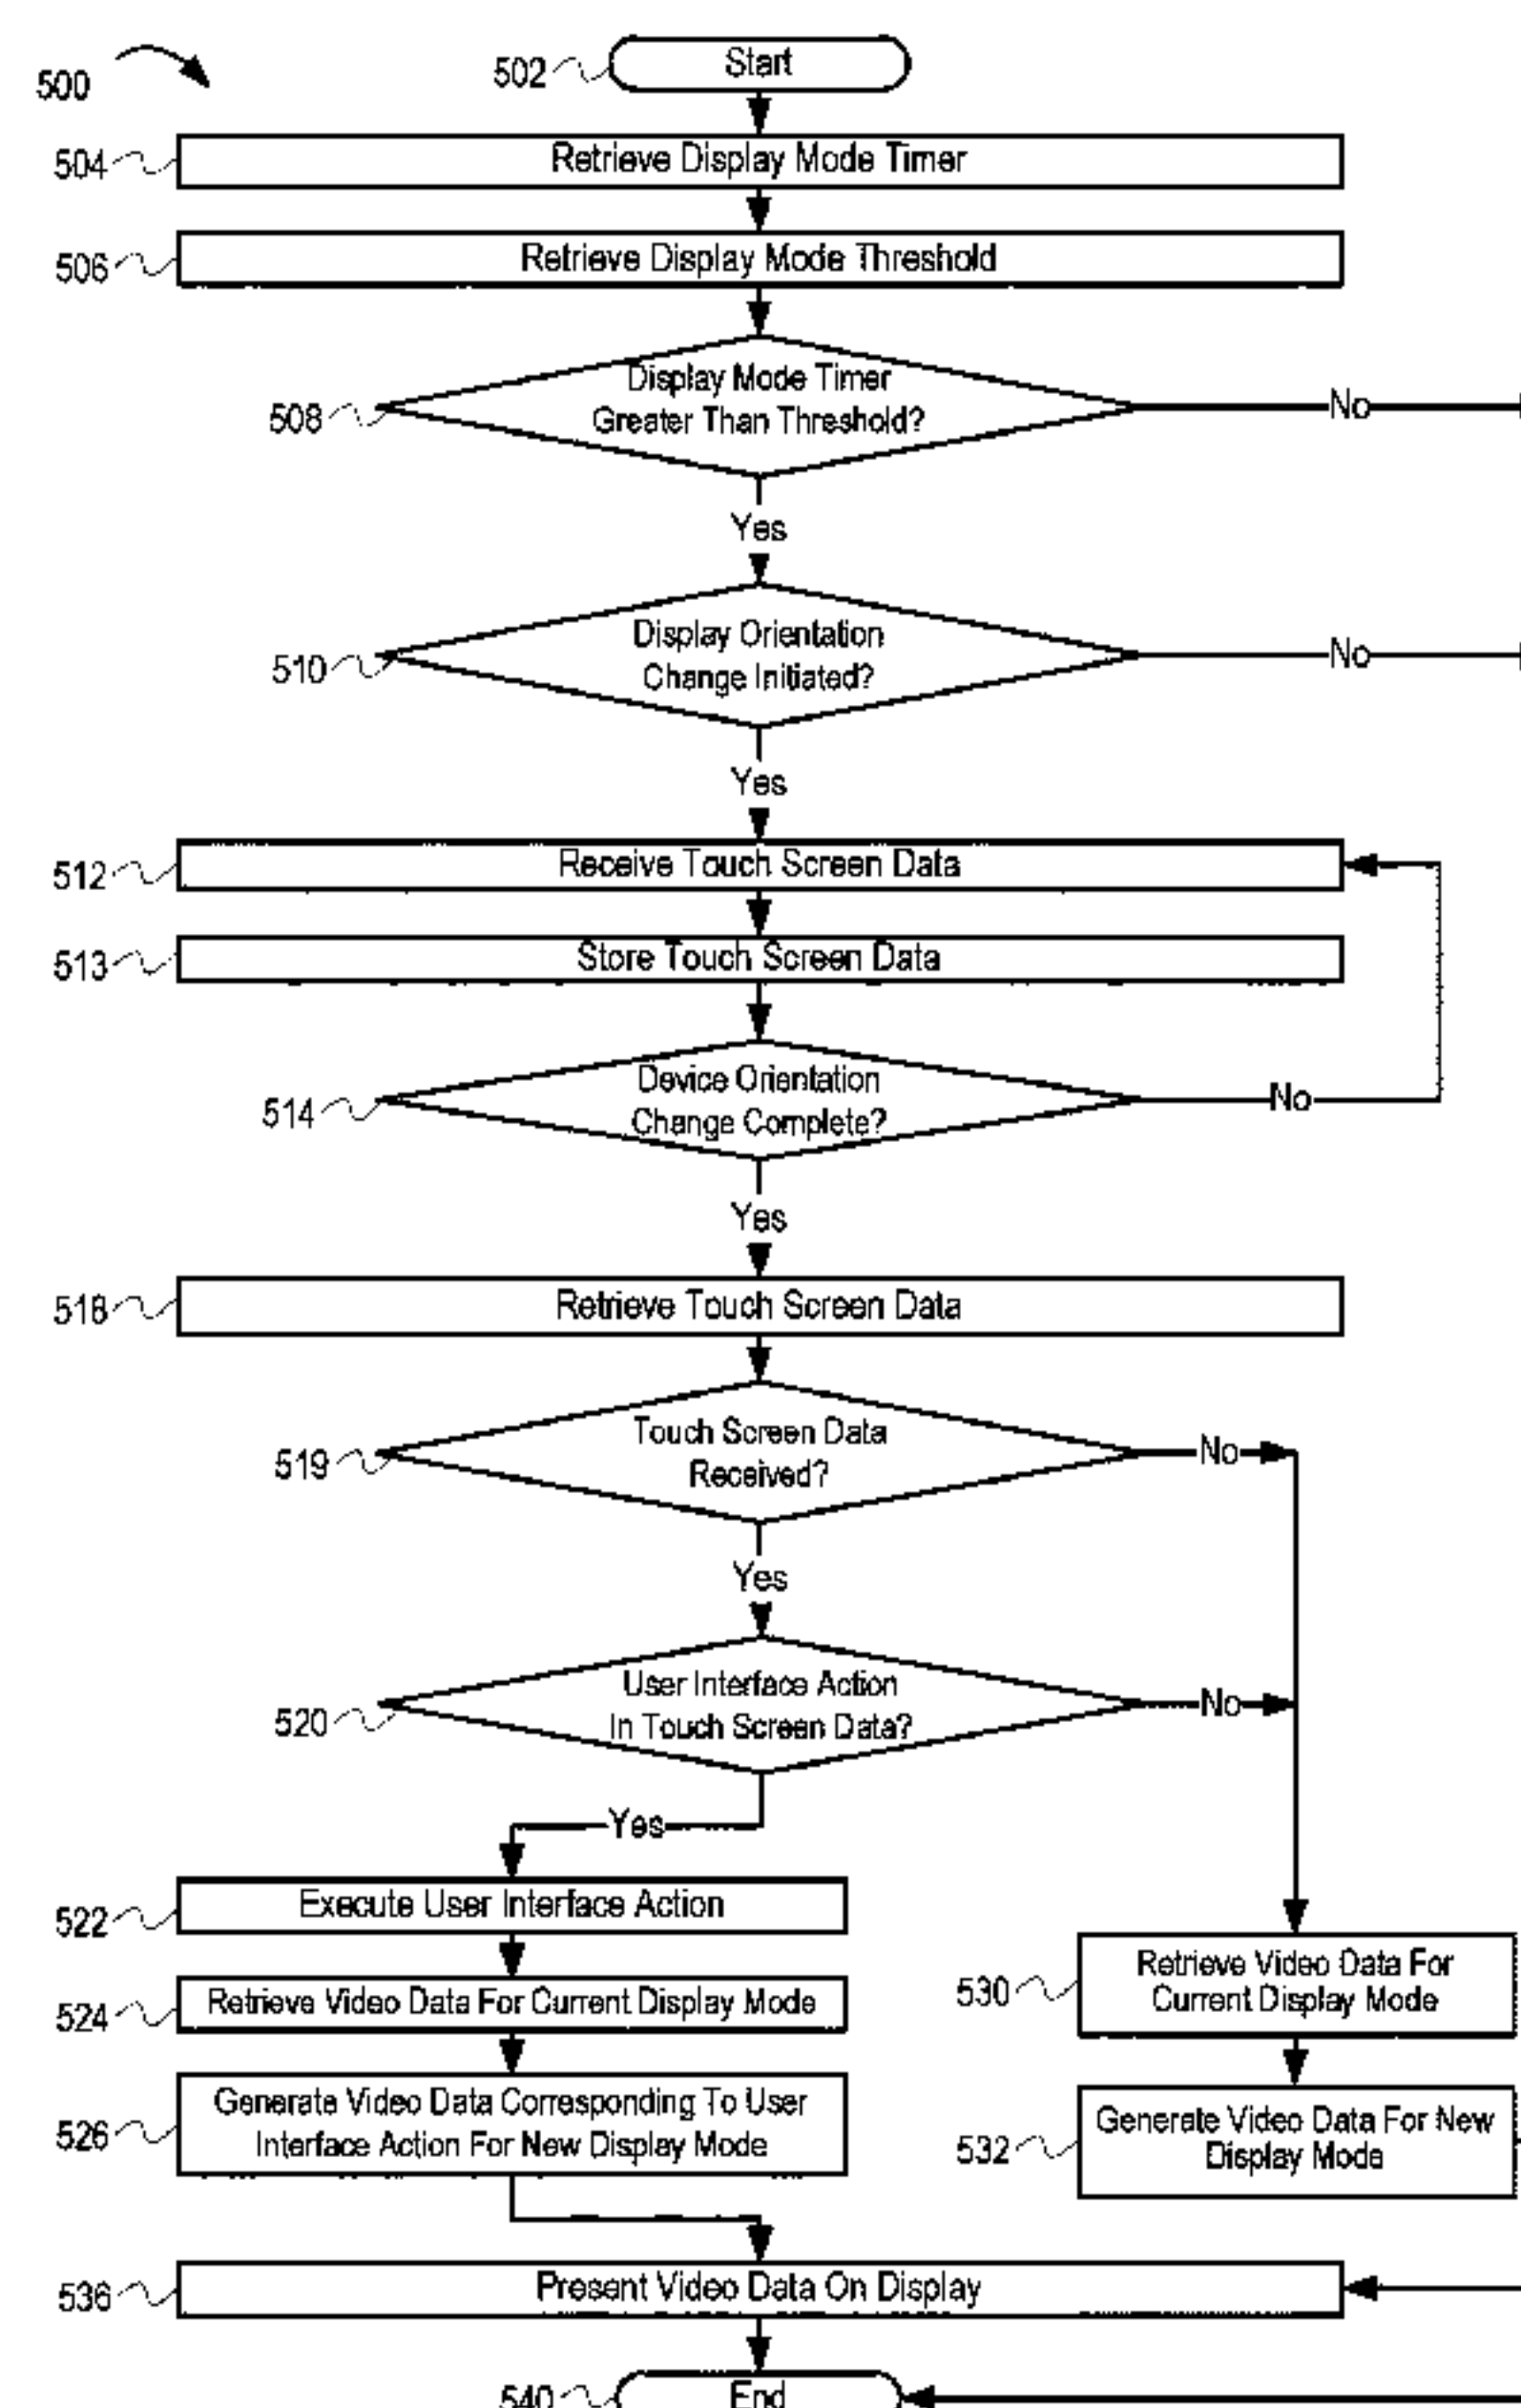 500
502
Start
504
Retrieve Display Mode Timer
506
Retrieve Display Mode Threshold
508
Display Mode Timer
Greater Than Threshold?
No
Yes
510
Display Orientation
Change Initiated?
No
Yes
512
Receive Touch Screen Data
513
Store Touch Screen Data
514
Device Orientation
Change Complete?
No
Yes
518
Retrieve Touch Screen Data
519
Touch Screen Data
Received?
No
Yes
520
User Interface Action
In Touch Screen Data?
No
Yes
522
Execute User Interface Action
524
Retrieve Video Data For Current Display Mode
526
Generate Video Data Corresponding To User
Interface Action For New Display Mode
530
Retrieve Video Data For
Current Display Mode
532
Generate Video Data For New
Display Mode
536
Present Video Data On Display
540
End